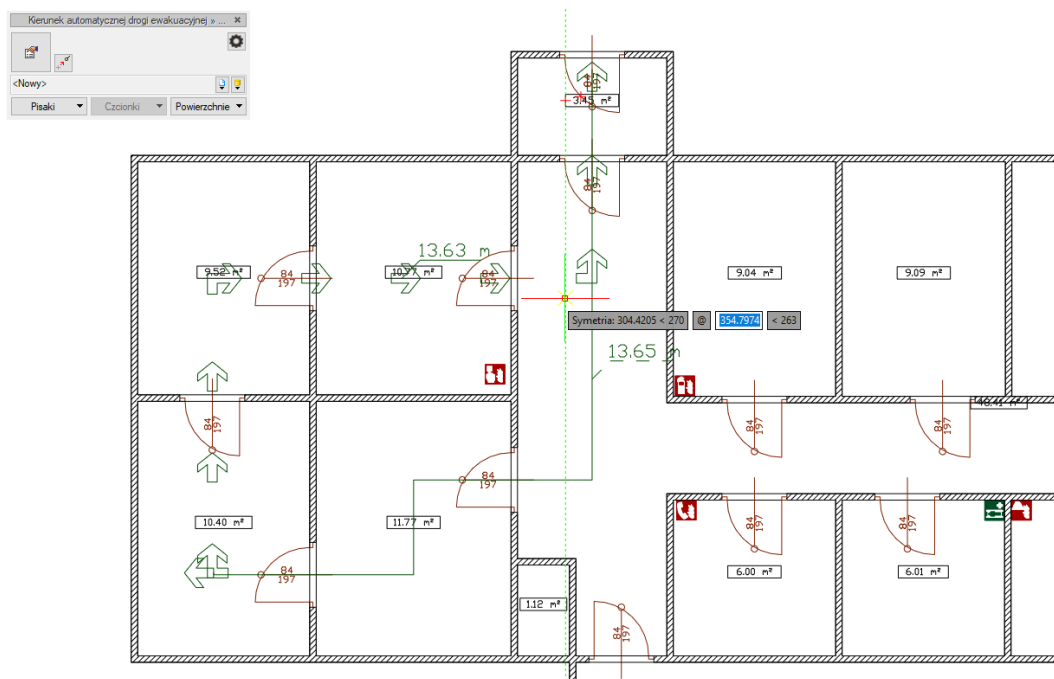 Kierunek automatycznej drogi ewakuacyjnej » ...
<Nowy>
Pisaki
Czcionki
Powierzchnie
84
197
3.45 m²
84
197
13.63 m
9.52 m²
84
197
10.77 m²
84
197
9.04 m²
9.09 m²
Symetria: 304.4205 < 270
@
354.7974
< 263
13.65 m
48.41 m²
84
197
84
197
84
197
84
197
10.40 m²
11.77 m²
84
197
84
197
84
197
6.00 m²
6.01 m²
1.12 m²